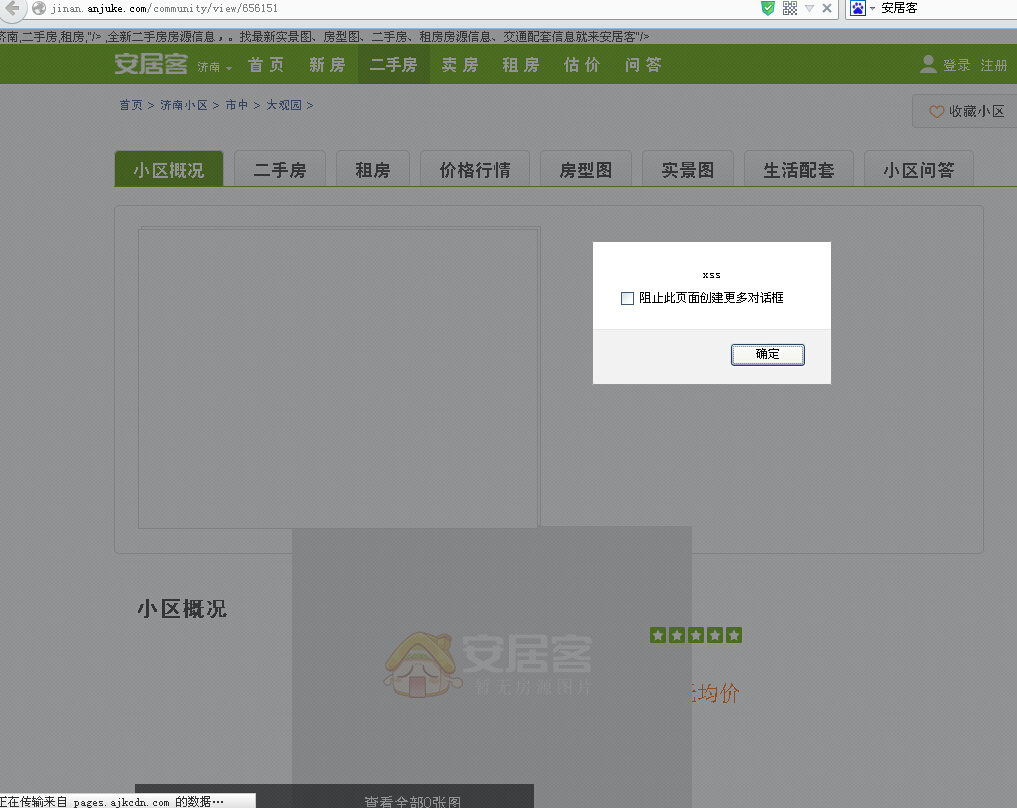 jinan.anjuke.com/community/view/656151
安居客
济南,二手房,租房,"/> ,全新二手房房源信息，。找最新实景图、房型图、二手房、租房房源信息、交通配套信息就来安居客"/>
安居客 济南 首页 新房 二手房 卖房 租房 估价 问答 登录 注册
首页 > 济南小区 > 市中 > 大观园 >
收藏小区
小区概况 二手房 租房 价格行情 房型图 实景图 生活配套 小区问答
xss
阻止此页面创建更多对话框
确定
小区概况
安居客
暂无房源图片
均价
查看全部0张图
正在传输来自 pages.ajkcdn.com 的数据…